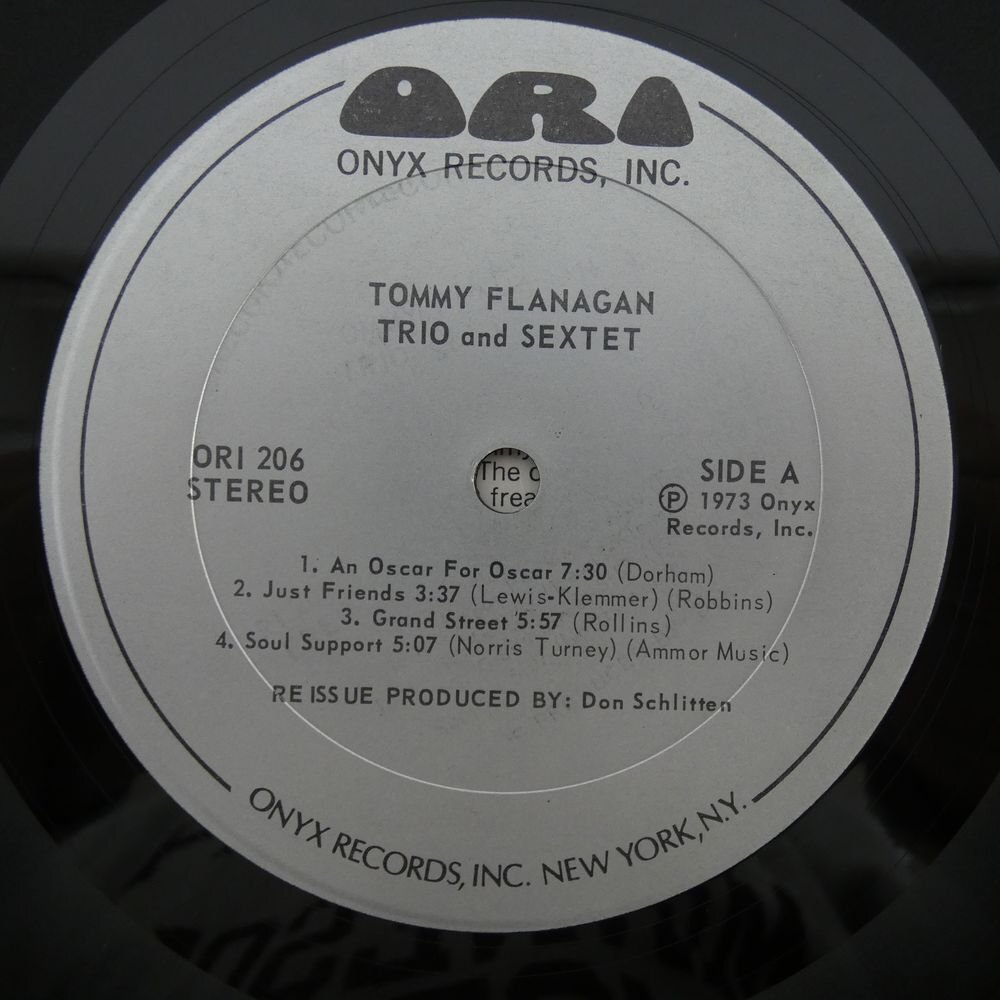 ORI
ONYX RECORDS, INC.
TOMMY FLANAGAN
TRIO and SEXTET
ORI 206
STEREO
The
frea
SIDE A
Ⓟ 1973 Onyx
Records, Inc.
1. An Oscar For Oscar 7:30 (Dorham)
2. Just Friends 3:37 (Lewis-Klemmer) (Robbins)
3. Grand Street 5:57 (Rollins)
4. Soul Support 5:07 (Norris Turney) (Ammor Music)
REISSUE PRODUCED BY: Don Schlitten
ONYX RECORDS, INC. NEW YORK, N.Y.